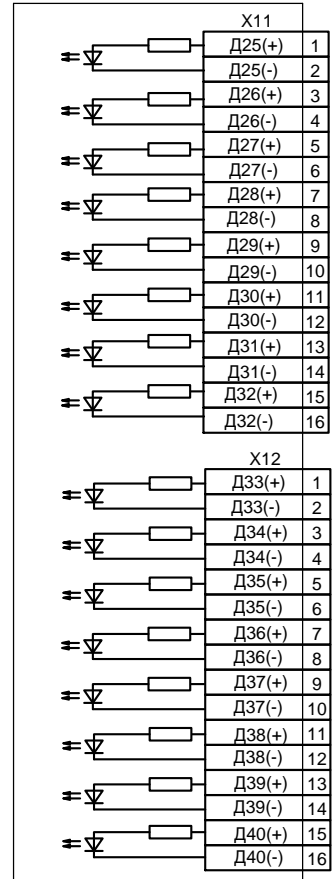 X11
Д25(+) 1
Д25(-) 2
Д26(+) 3
Д26(-) 4
Д27(+) 5
Д27(-) 6
Д28(+) 7
Д28(-) 8
Д29(+) 9
Д29(-) 10
Д30(+) 11
Д30(-) 12
Д31(+) 13
Д31(-) 14
Д32(+) 15
Д32(-) 16
X12
Д33(+) 1
Д33(-) 2
Д34(+) 3
Д34(-) 4
Д35(+) 5
Д35(-) 6
Д36(+) 7
Д36(-) 8
Д37(+) 9
Д37(-) 10
Д38(+) 11
Д38(-) 12
Д39(+) 13
Д39(-) 14
Д40(+) 15
Д40(-) 16